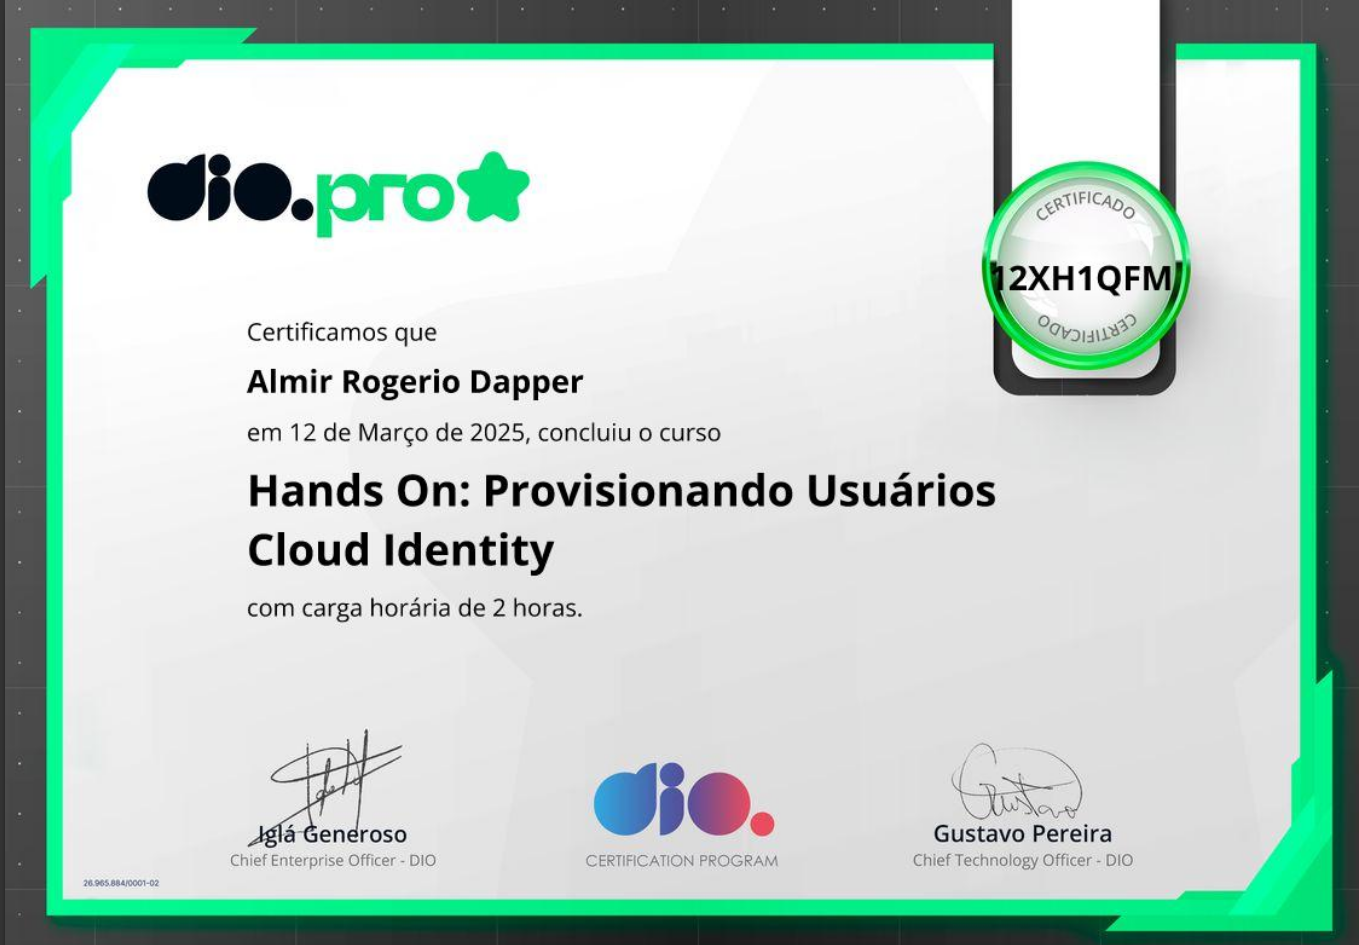 dio.pro
CERTIFICADO
12XH1QFM
CERTIFICADO
Certificamos que
Almir Rogerio Dapper
em 12 de Março de 2025, concluiu o curso
Hands On: Provisionando Usuários
Cloud Identity
com carga horária de 2 horas.
Iglá Generoso
Chief Enterprise Officer - DIO
dio.
CERTIFICATION PROGRAM
Gustavo
Gustavo Pereira
Chief Technology Officer - DIO
26.965.884/0001-02